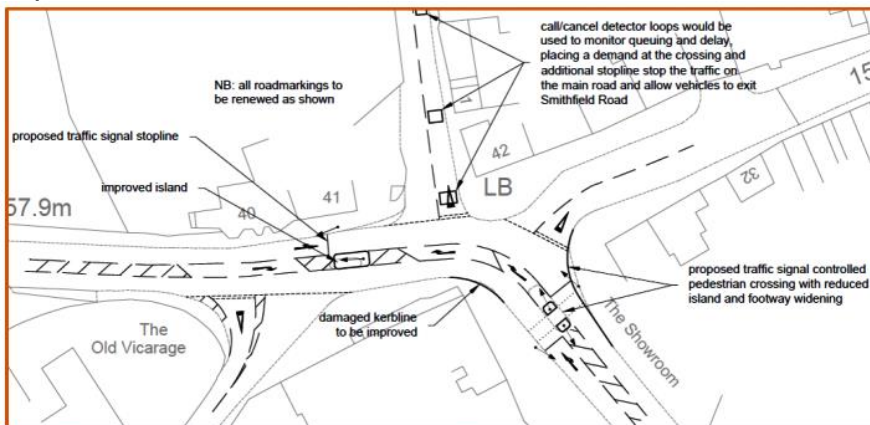 call/cancel detector loops would be
used to monitor queuing and delay,
placing a demand at the crossing and
additional stopline stop the traffic on
the main road and allow vehicles to exit
Smithfield Road
NB: all roadmarkings to
be renewed as shown
proposed traffic signal stopline
improved island
1
42
15
41
40
LB
32
57.9m
proposed traffic signal controlled
pedestrian crossing with reduced
island and footway widening
damaged kerbline
to be improved
The
Old Vicarage
The Showroom